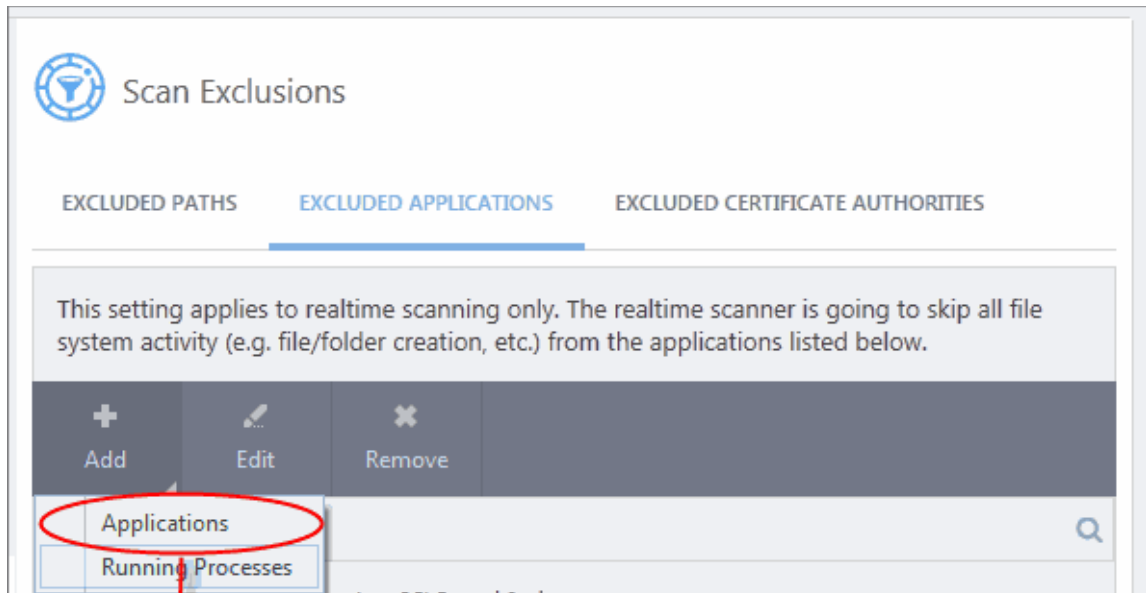 Scan Exclusions
EXCLUDED PATHS EXCLUDED APPLICATIONS EXCLUDED CERTIFICATE AUTHORITIES
This setting applies to realtime scanning only. The realtime scanner is going to skip all file
system activity (e.g. file/folder creation, etc.) from the applications listed below.
Add Edit Remove
Applications
Running Processes